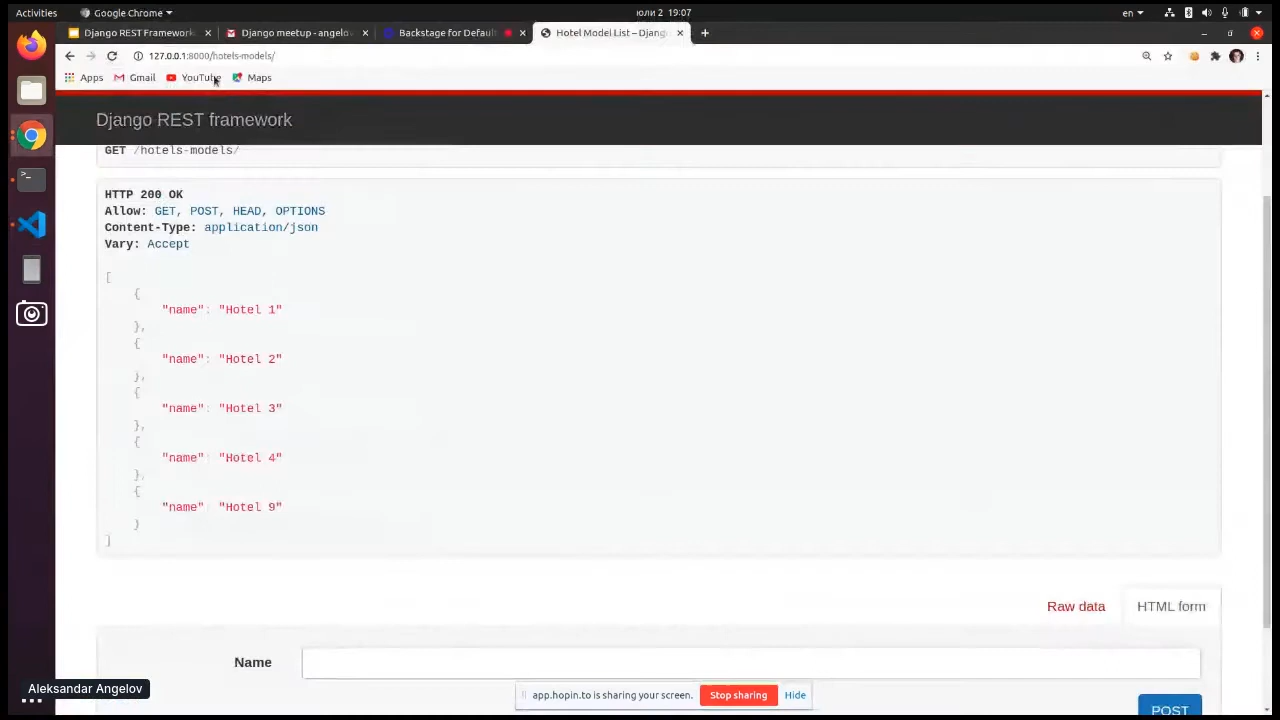 Activities
Google Chrome
юли 2 19:07
en
Django REST Framework
Django meetup - angelov
Backstage for Defaul
Hotel Model List – Djang
127.0.0.1:8000/hotels-models/
Apps
Gmail
YouTube
Maps
Django REST framework
GET /hotels-models/
HTTP 200 OK
Allow: GET, POST, HEAD, OPTIONS
Content-Type: application/json
Vary: Accept
[
{
"name": "Hotel 1"
},
{
"name": "Hotel 2"
},
{
"name": "Hotel 3"
},
{
"name": "Hotel 4"
},
{
"name": "Hotel 9"
}
]
Raw data
HTML form
Name
Aleksandar Angelov
app.hopin.to is sharing your screen.
Stop sharing
Hide
POST